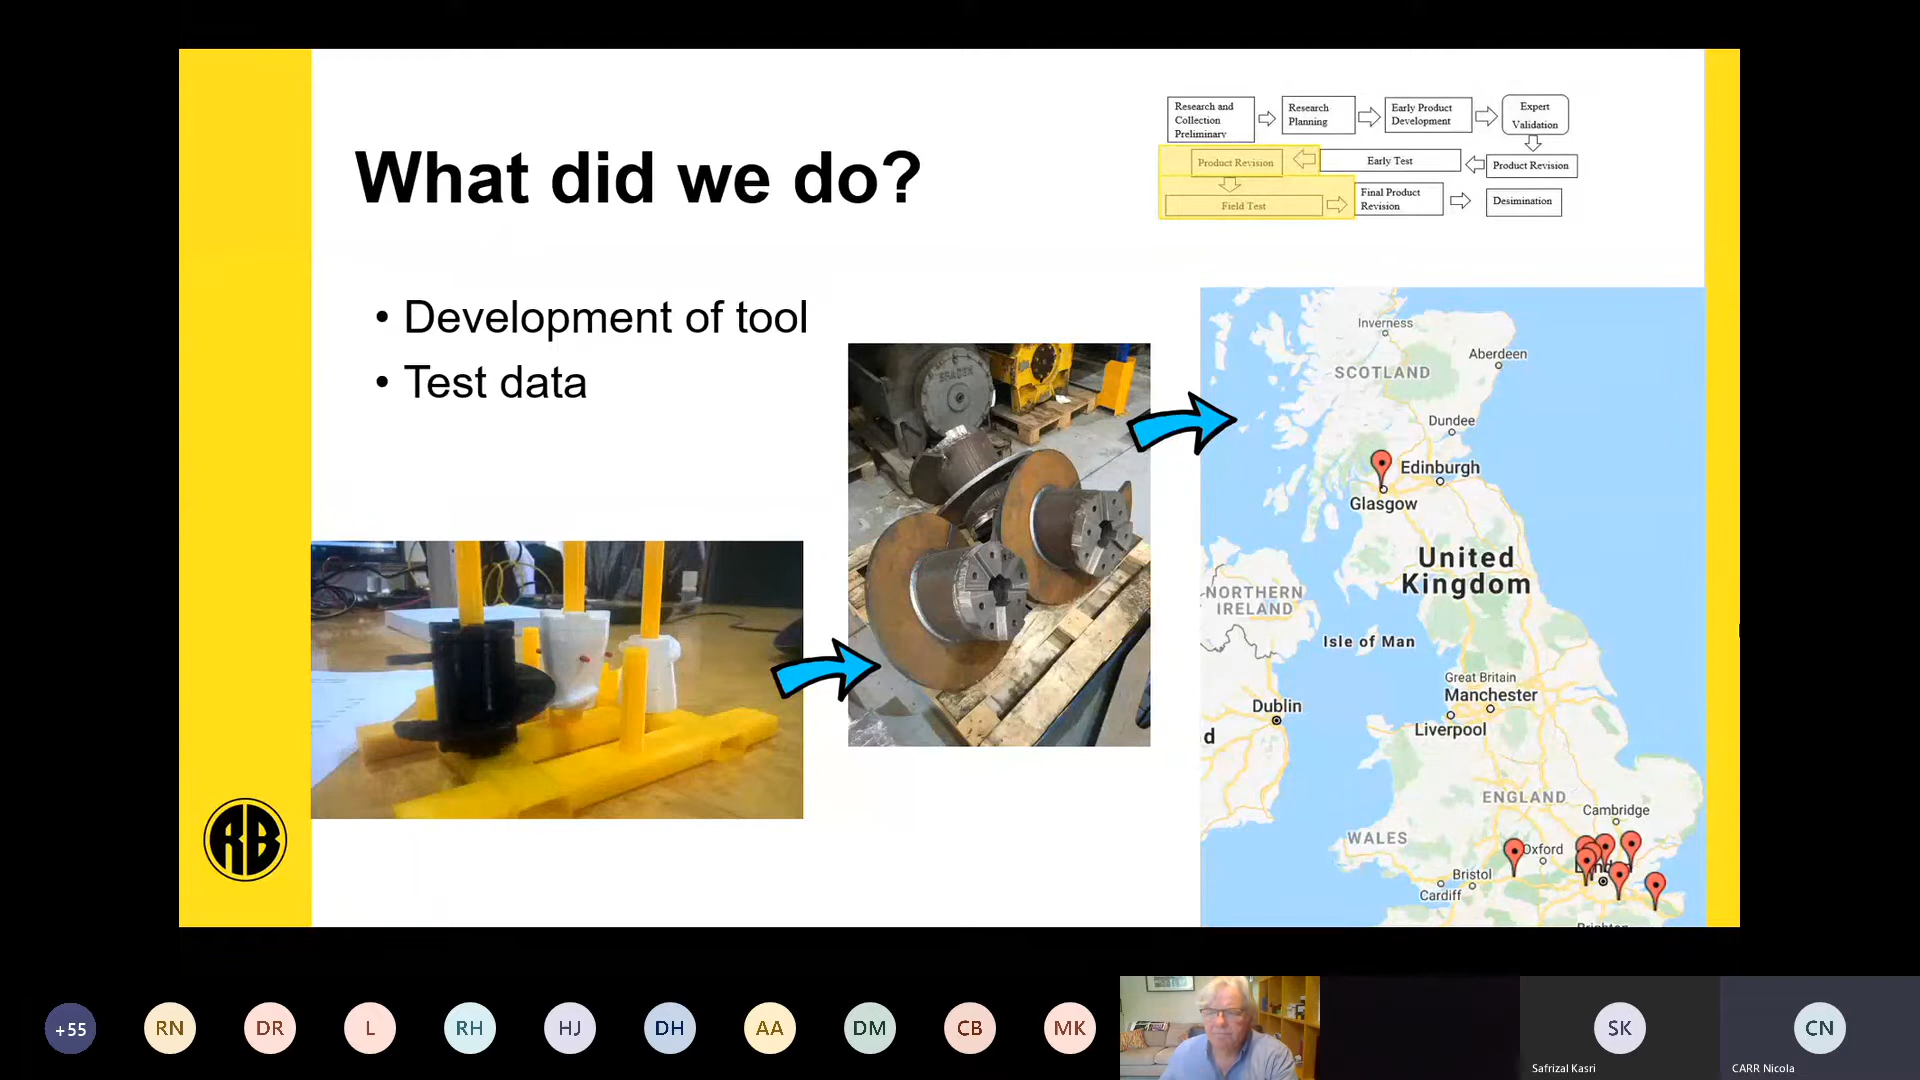 What did we do?
• Development of tool
• Test data
Research and
Collection
Preliminary
Research
Planning
Early Product
Development
Expert
Validation
Product Revision
Early Test
Product Revision
Field Test
Final Product
Revision
Desimination
SPADEX
Inverness
Aberdeen
SCOTLAND
Dundee
Edinburgh
Glasgow
United
Kingdom
NORTHERN
IRELAND
Isle of Man
Great Britain
Manchester
Dublin
Liverpool
d
ENGLAND
Cambridge
WALES
Oxford
Bristol
Cardiff
RB
+55
RN
DR
L
RH
HJ
DH
AA
DM
CB
MK
SK
Safrizal Kasri
CN
CARR Nicola